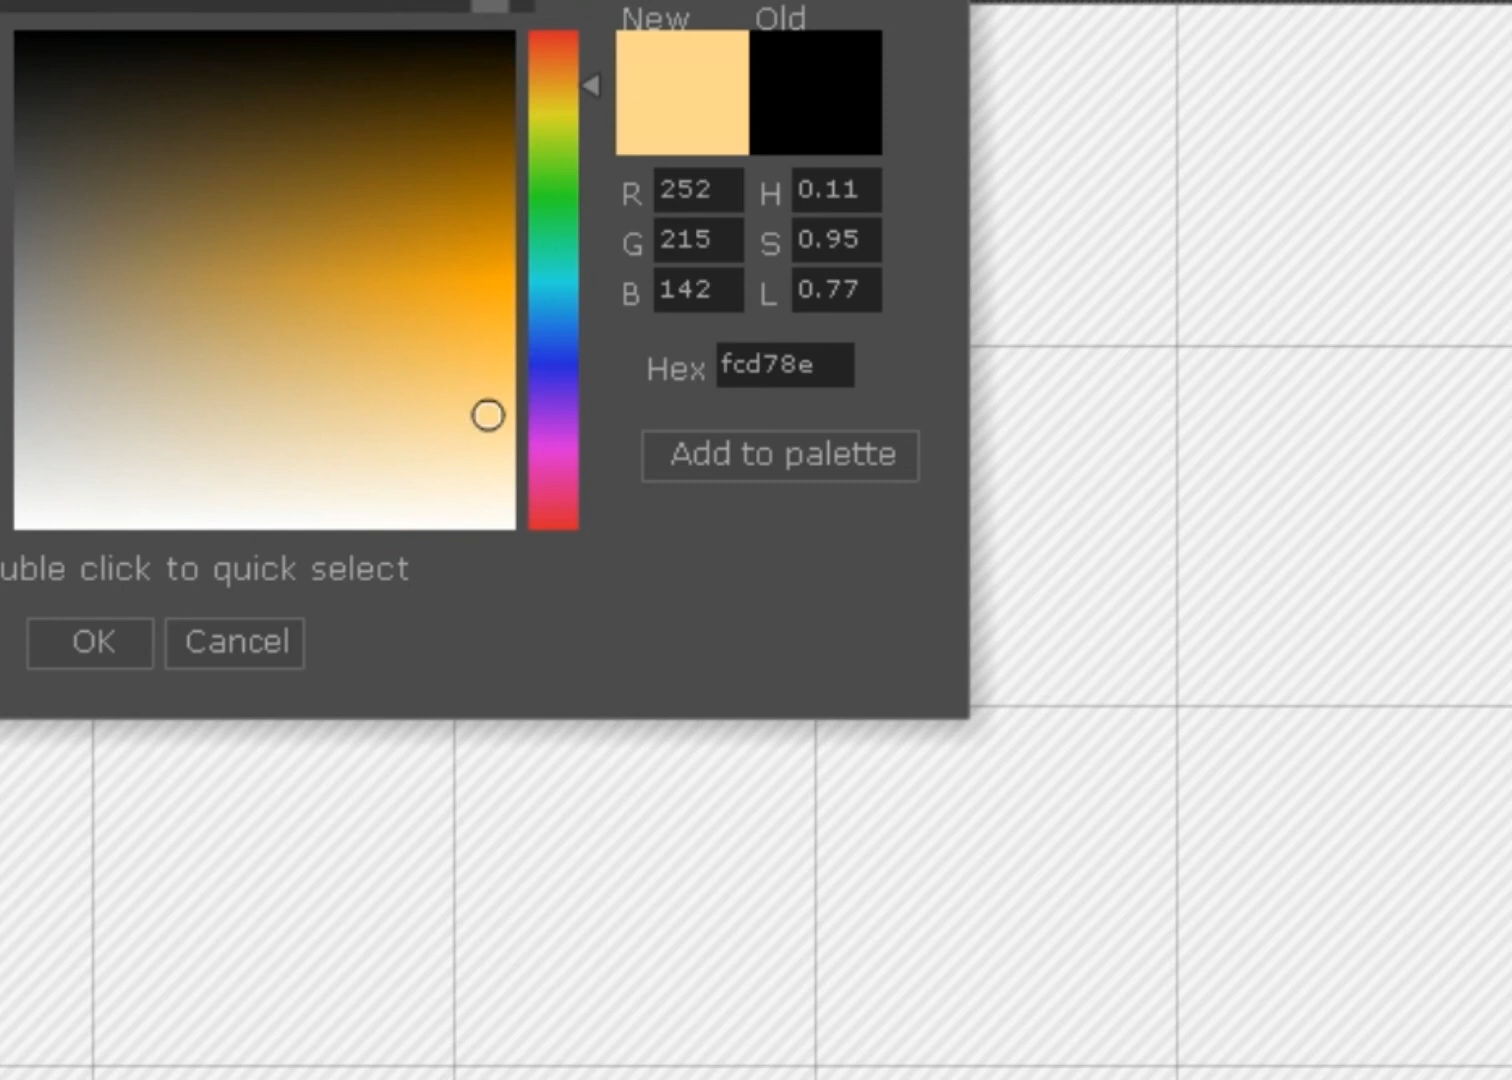 New Old
R 252 H 0.11
G 215 S 0.95
B 142 L 0.77
Hex fcd78e
Add to palette
uble click to quick select
OK Cancel